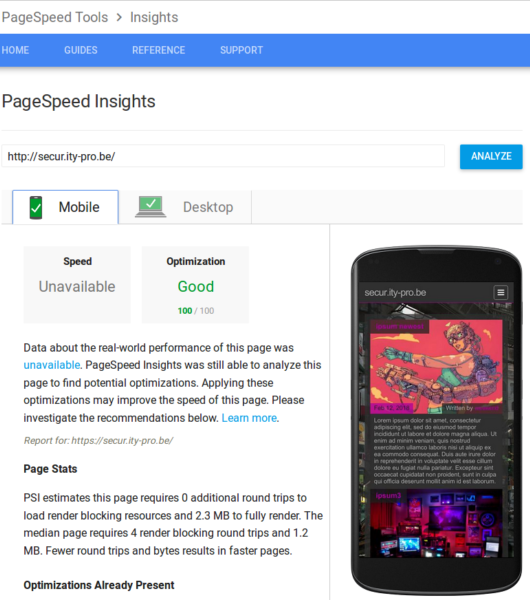 PageSpeed Tools > Insights
HOME GUIDES REFERENCE SUPPORT
PageSpeed Insights
http://secur.ity-pro.be/ ANALYZE
Mobile Desktop
Speed
Unavailable
Optimization
Good
100 / 100
Data about the real-world performance of this page was
unavailable. PageSpeed Insights was still able to analyze this
page to find potential optimizations. Applying these
optimizations may improve the speed of this page. Please
investigate the recommendations below. Learn more.
Report for: https://secur.ity-pro.be/
Page Stats
PSI estimates this page requires 0 additional round trips to
load render blocking resources and 2.3 MB to fully render. The
median page requires 4 render blocking round trips and 1.2
MB. Fewer round trips and bytes results in faster pages.
Optimizations Already Present
secur.ity-pro.be
Feb 12, 2018 Written by
Lorem ipsum dolor sit amet, consectetur
adipiscing elit, sed do eiusmod tempor
incididunt ut labore et dolore magna aliqua. Ut
enim ad minim veniam, quis nostrud
exercitation ullamco laboris nisi ut aliquip ex
ea commodo consequat. Duis aute irure dolor
in reprehenderit in voluptate velit esse cillum
dolore eu fugiat nulla pariatur. Excepteur sint
occaecat cupidatat non proident, sunt in culpa
qui officia deserunt mollit anim id est laborum.
Ipsum3